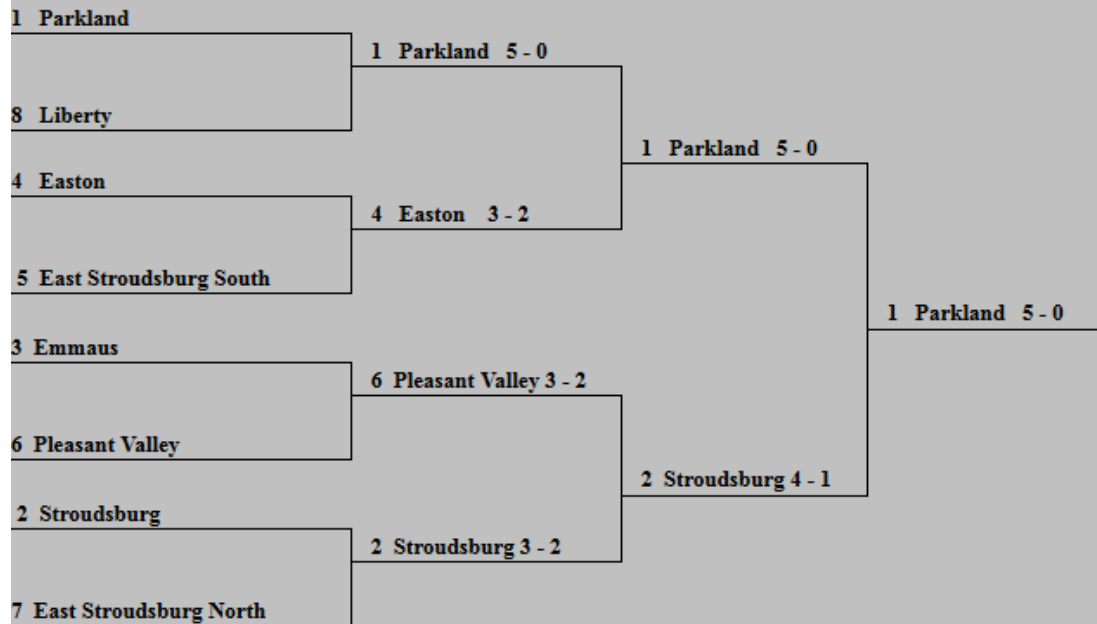 1 Parkland
1 Parkland 5 - 0
8 Liberty
1 Parkland 5 - 0
4 Easton
4 Easton 3 - 2
5 East Stroudsburg South
1 Parkland 5 - 0
3 Emmaus
6 Pleasant Valley 3 - 2
6 Pleasant Valley
2 Stroudsburg 4 - 1
2 Stroudsburg
2 Stroudsburg 3 - 2
7 East Stroudsburg North